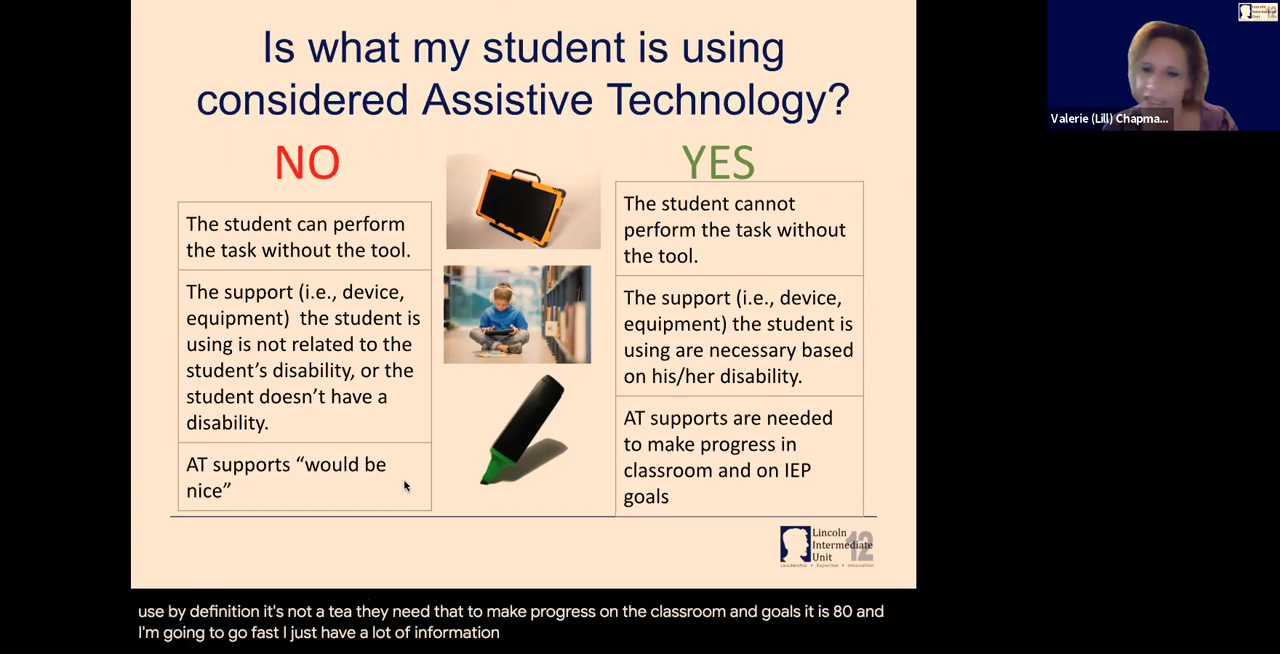 Is what my student is using
considered Assistive Technology?
NO
YES
The student can perform
the task without the tool.
The support (i.e., device,
equipment)  the student is
using is not related to the
student’s disability, or the
student doesn’t have a
disability.
AT supports “would be
nice”
The student cannot
perform the task without
the tool.
The support (i.e., device,
equipment) the student is
using are necessary based
on his/her disability.
AT supports are needed
to make progress in
classroom and on IEP
goals
Lincoln
Intermediate
Unit
12
Leadership • Expertise • Innovation
Valerie (Lill) Chapma...
use by definition it's not a tea they need that to make progress on the classroom and goals it is 80 and
I'm going to go fast I just have a lot of information